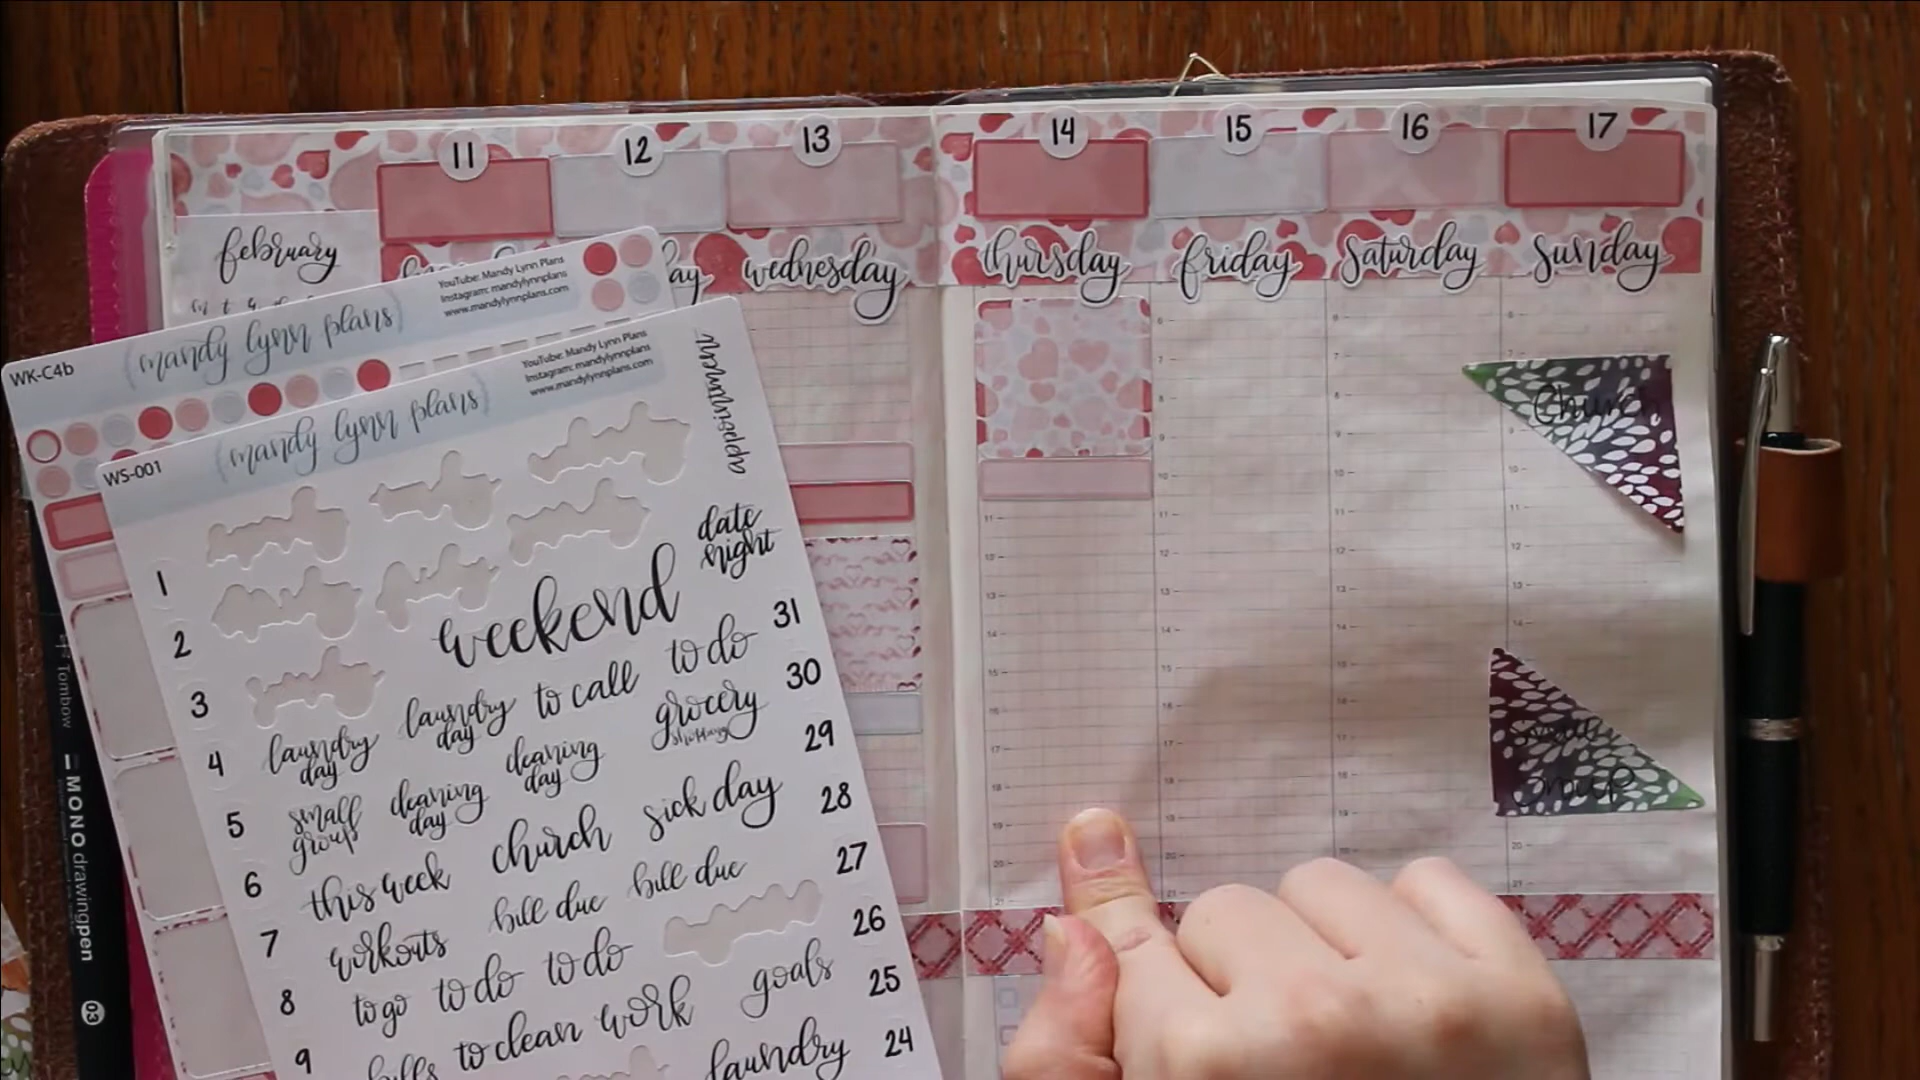 11
12
13
14
15
16
17
february
wednesday
thursday
friday
saturday
sunday
WK-C4b
mandy lynn plans
YouTube: Mandy Lynn Plans
Instagram: mandylynnplans
www.mandylynnplans.com
WS-001
mandy lynn plans
YouTube: Mandy Lynn Plans
Instagram: mandylynnplans
www.mandylynnplans.com
appointment
date
night
weekend
1
2
3
4
5
6
7
8
9
31
30
29
28
27
26
25
24
laundry
day
laundry
day
to call
to do
small
group
cleaning
day
cleaning
day
grocery
shopping
this week
church
sick day
workouts
bill due
bill due
to go
to do
to do
goals
bills
to clean
work
laundry
Tombow
MONO drawing pen
03
Church
small
group